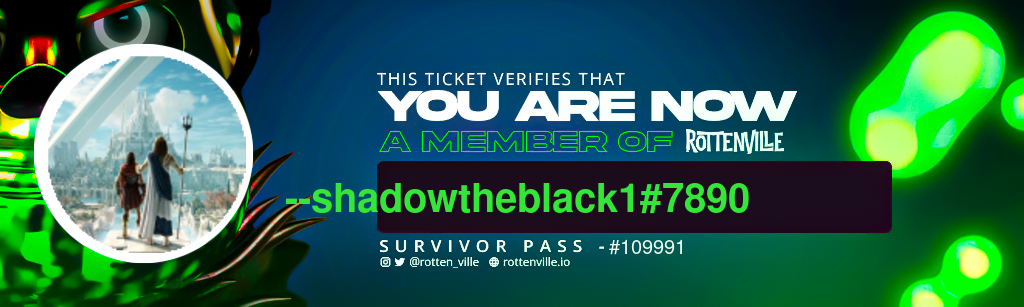 THIS TICKET VERIFIES THAT
YOU ARE NOW
A MEMBER OF ROTTENVILLE
--shadowtheblack1#7890
SURVIVOR PASS - #109991
@rotten_ville rottenville.io